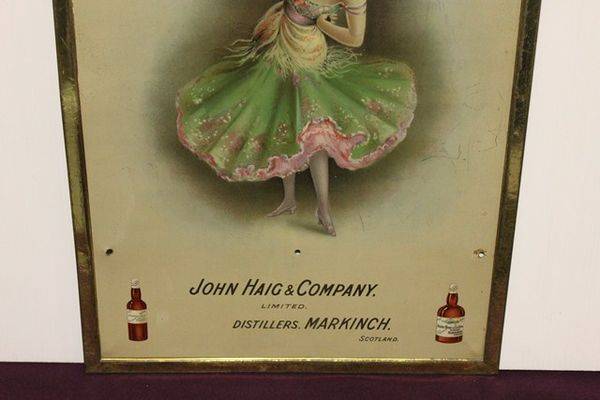 JOHN HAIG & COMPANY.
LIMITED.
DISTILLERS. MARKINCH.
SCOTLAND.